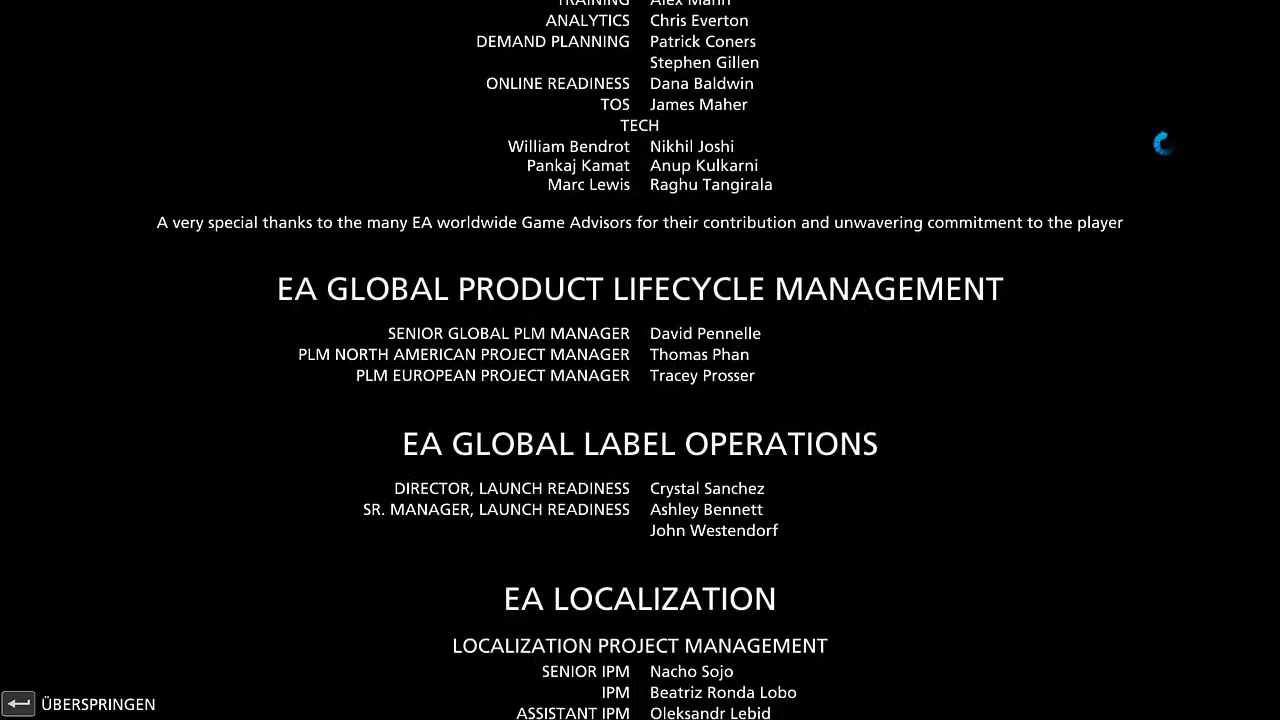 TRAINING Alex Mann
ANALYTICS Chris Everton
DEMAND PLANNING Patrick Coners
Stephen Gillen
ONLINE READINESS Dana Baldwin
TOS James Maher
TECH
William Bendrot Nikhil Joshi
Pankaj Kamat Anup Kulkarni
Marc Lewis Raghu Tangirala
A very special thanks to the many EA worldwide Game Advisors for their contribution and unwavering commitment to the player
EA GLOBAL PRODUCT LIFECYCLE MANAGEMENT
SENIOR GLOBAL PLM MANAGER David Pennelle
PLM NORTH AMERICAN PROJECT MANAGER Thomas Phan
PLM EUROPEAN PROJECT MANAGER Tracey Prosser
EA GLOBAL LABEL OPERATIONS
DIRECTOR, LAUNCH READINESS Crystal Sanchez
SR. MANAGER, LAUNCH READINESS Ashley Bennett
John Westendorf
EA LOCALIZATION
LOCALIZATION PROJECT MANAGEMENT
SENIOR IPM Nacho Sojo
IPM Beatriz Ronda Lobo
ASSISTANT IPM Oleksandr Lebid
ÜBERSPRINGEN